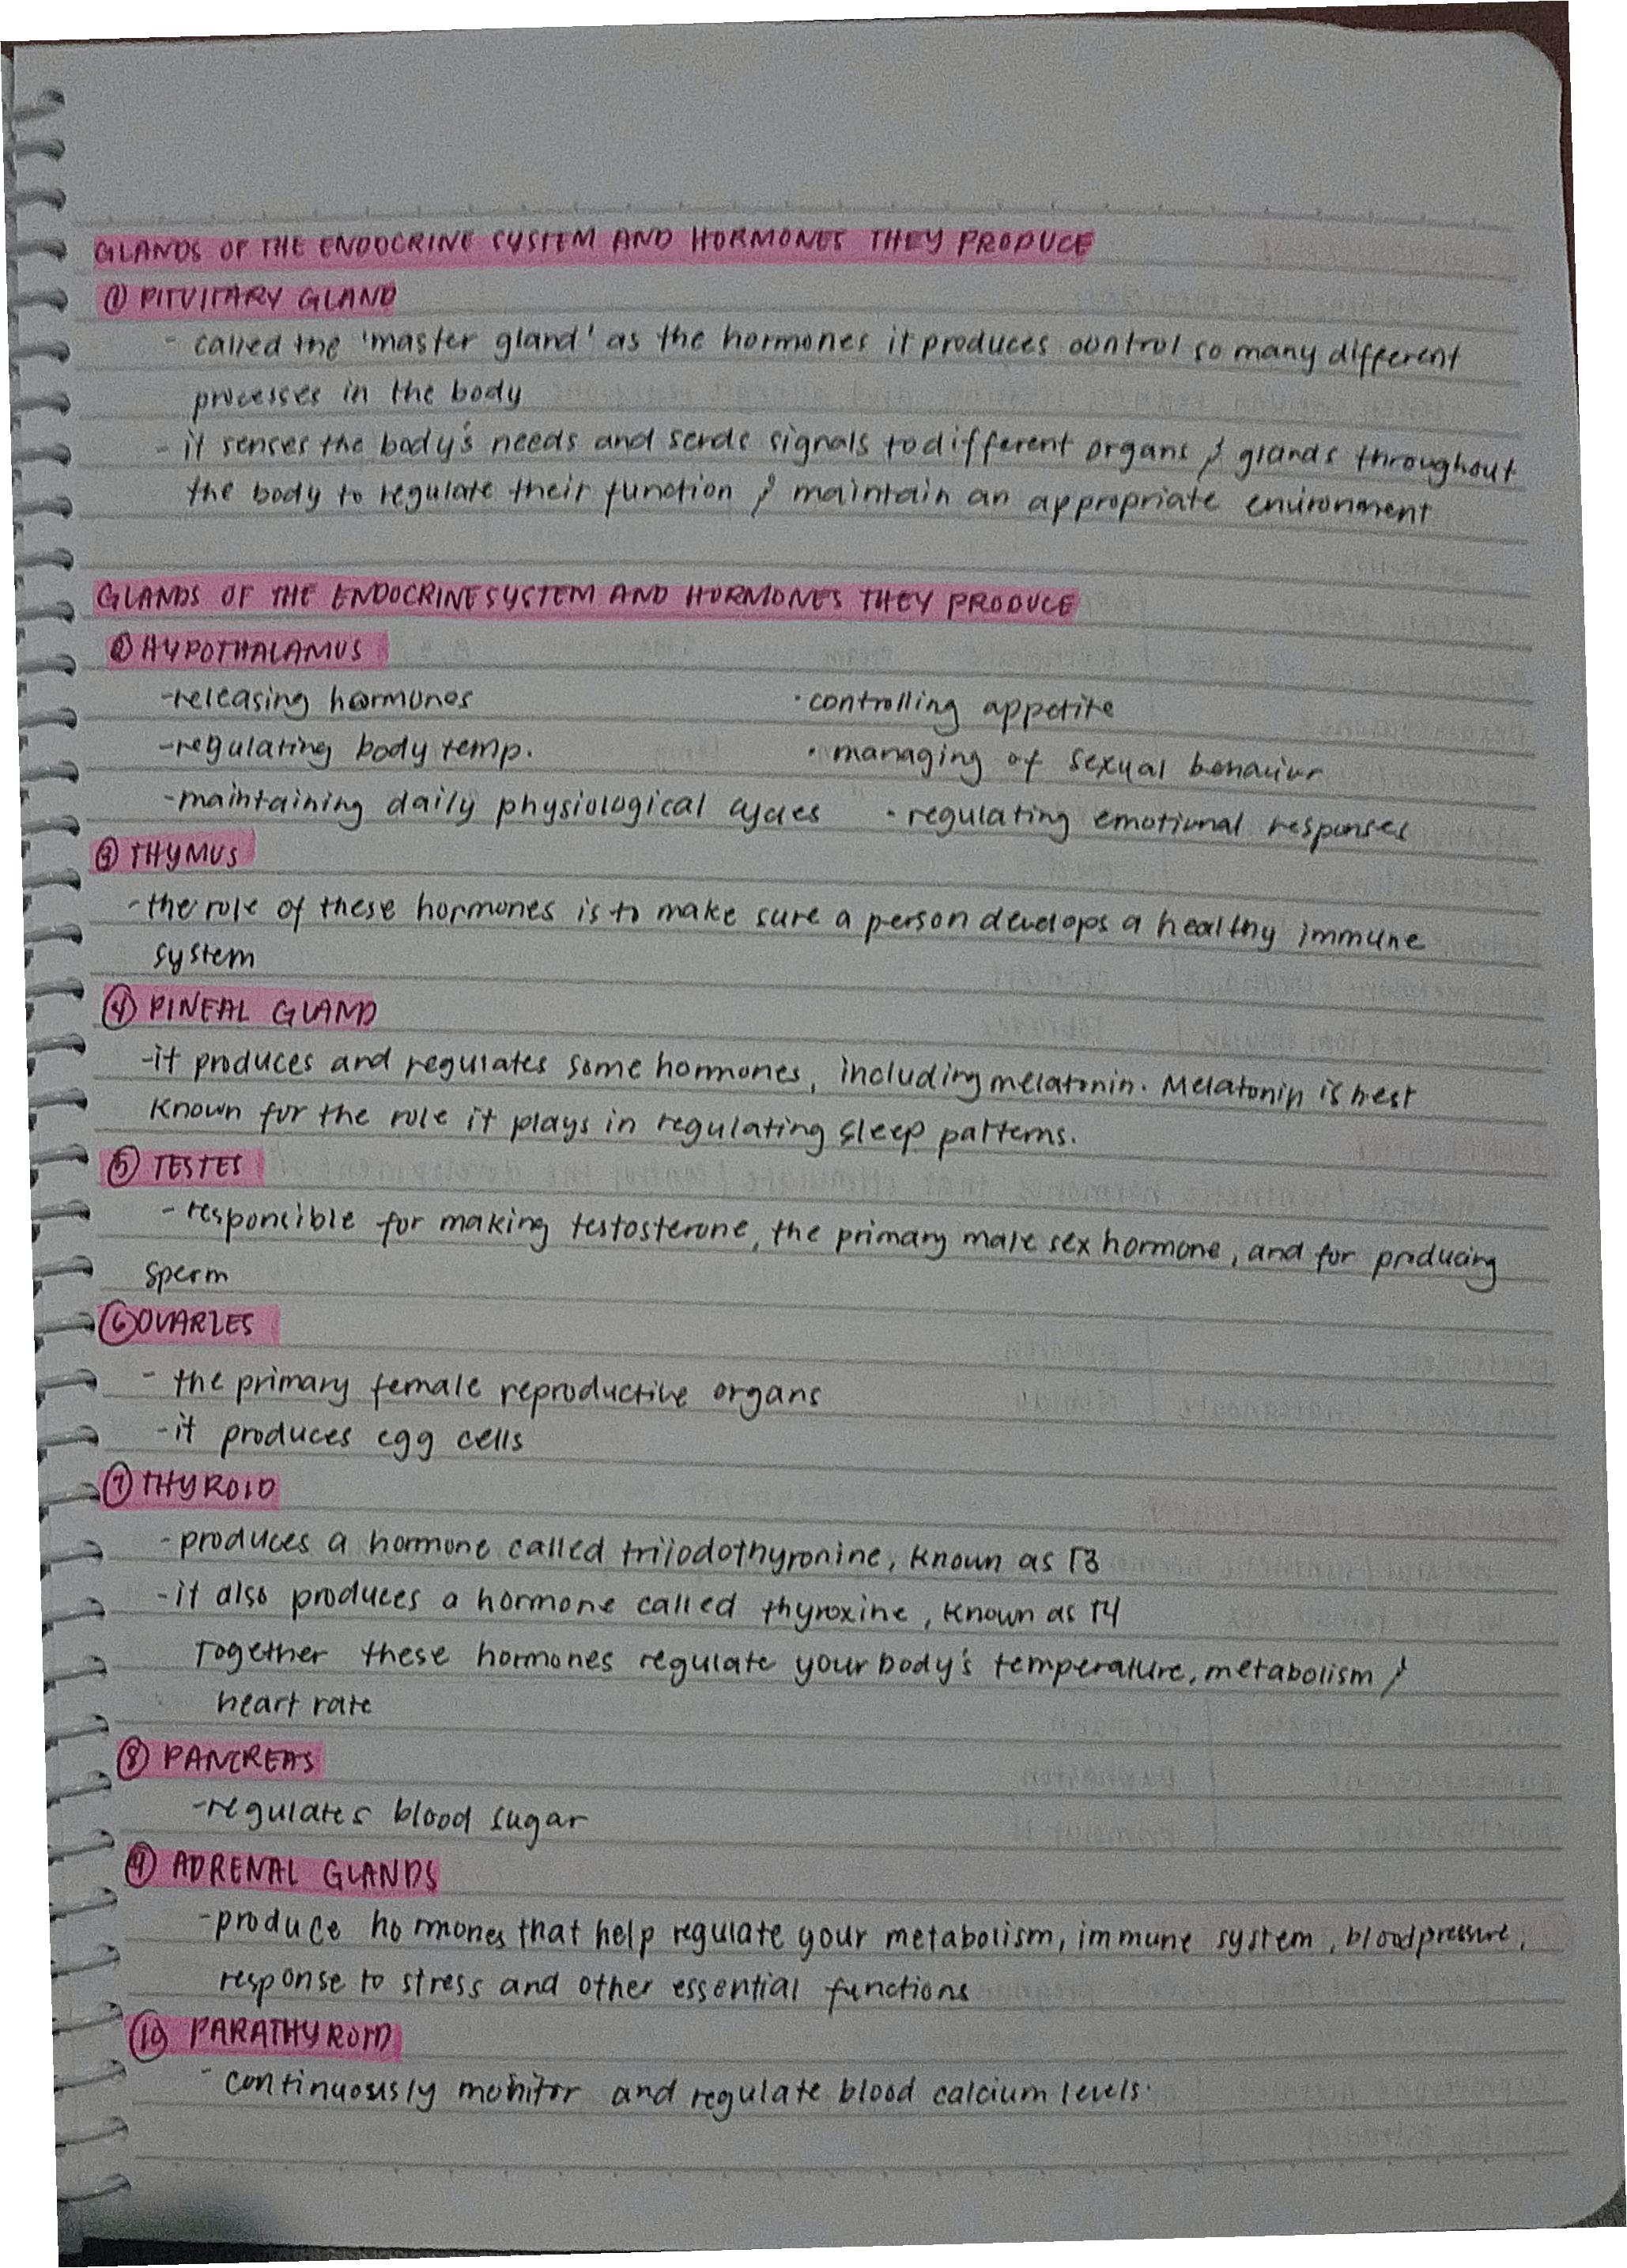 GLANDS OF THE ENDOCRINE SYSTEM AND HORMONES THEY PRODUCE
① PITUITARY GLAND
- called the 'master gland' as the hormones it produces control so many different
processes in the body
- it senses the body's needs and sends signals to different organs & glands throughout
the body to regulate their function & maintain an appropriate environment
GLANDS OF THE ENDOCRINE SYSTEM AND HORMONES THEY PRODUCE
② HYPOTHALAMUS
-releasing hormones · controlling appetite
-regulating body temp. · managing of sexual behavior
-maintaining daily physiological cycles · regulating emotional responses
③ THYMUS
-the role of these hormones is to make sure a person develops a healthy immune
system
④ PINEAL GLAND
-it produces and regulates some hormones, including melatonin. Melatonin is best
known for the role it plays in regulating sleep patterns.
⑤ TESTES
- responsible for making testosterone, the primary male sex hormone, and for producing
sperm
⑥ OVARIES
- the primary female reproductive organs
-it produces egg cells
⑦ THYROID
-produces a hormone called triiodothyronine, known as T3
-it also produces a hormone called thyroxine, known as T4
Together these hormones regulate your body's temperature, metabolism &
heart rate
⑧ PANCREAS
-regulates blood sugar
⑨ ADRENAL GLANDS
-produce hormones that help regulate your metabolism, immune system, blood pressure,
response to stress and other essential functions
⑩ PARATHYROID
- continuously monitor and regulate blood calcium levels.